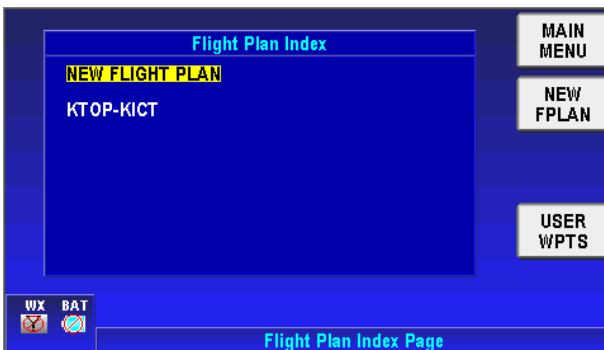 Flight Plan Index
NEW FLIGHT PLAN
KTOP-KICT
MAIN
MENU
NEW
FPLAN
USER
WPTS
WX BAT
Flight Plan Index Page